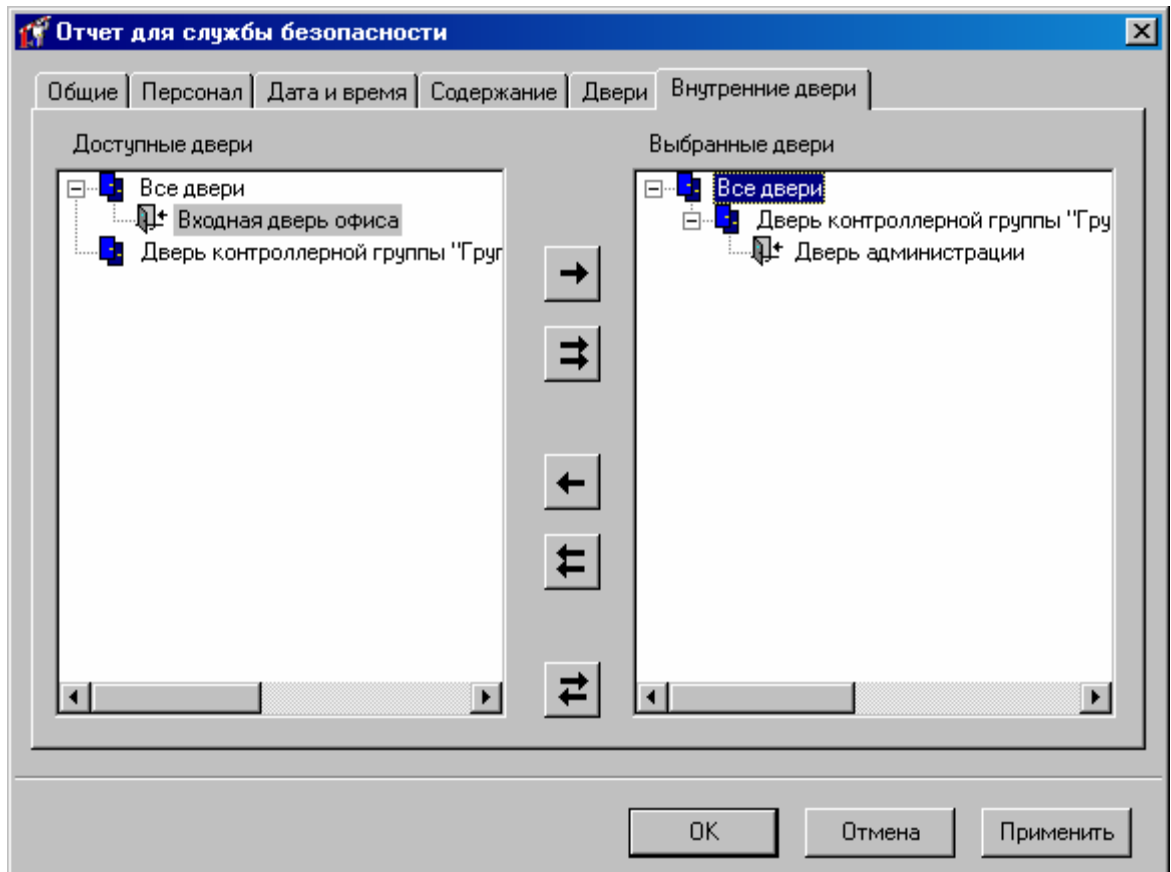 Отчет для службы безопасности
Общие Персонал Дата и время Содержание Двери Внутренние двери
Доступные двери
Выбранные двери
Все двери
Входная дверь офиса
Дверь контроллерной группы "Груп
Все двери
Дверь контроллерной группы "Гру
Дверь администрации
OK Отмена Применить